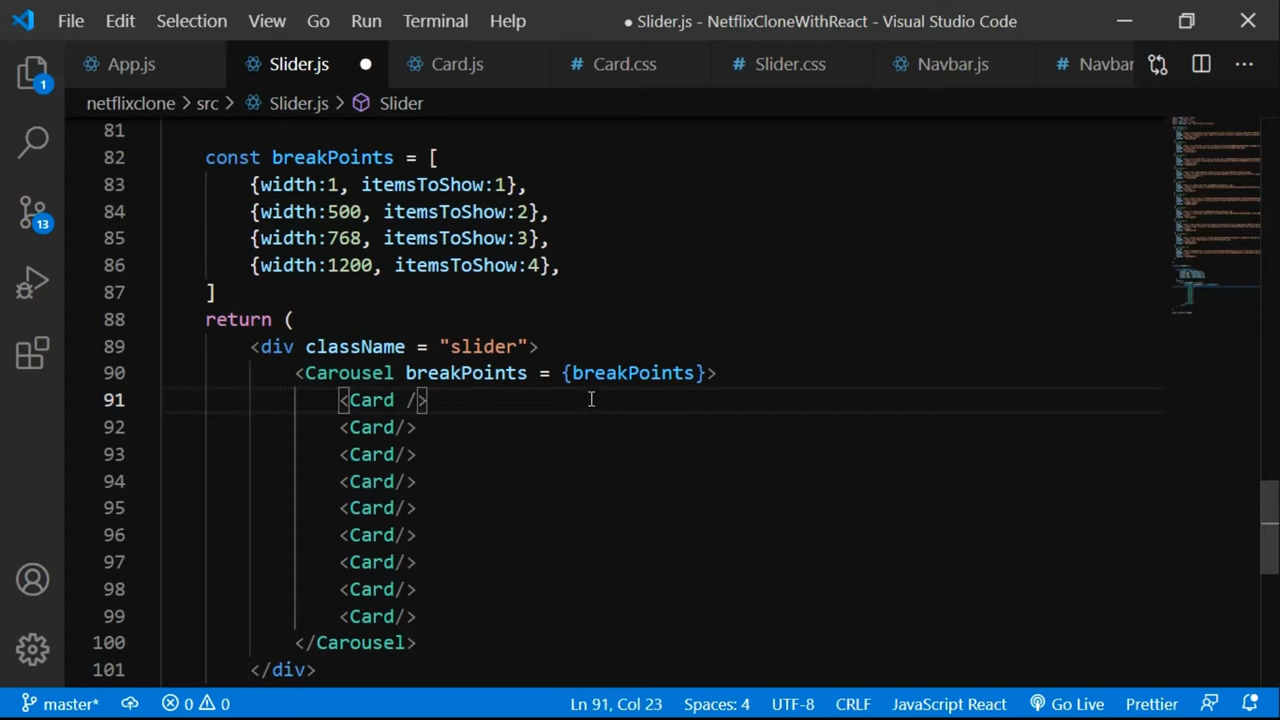 File Edit Selection View Go Run Terminal Help ● Slider.js - NetflixCloneWithReact - Visual Studio Code
App.js Slider.js Card.js # Card.css # Slider.css Navbar.js # Navbar
netflixclone > src > Slider.js > Slider
1
13
81
82 const breakPoints = [
83 {width:1, itemsToShow:1},
84 {width:500, itemsToShow:2},
85 {width:768, itemsToShow:3},
86 {width:1200, itemsToShow:4},
87 ]
88 return (
89 <div className = "slider">
90 <Carousel breakPoints = {breakPoints}>
91 <Card />
92 <Card/>
93 <Card/>
94 <Card/>
95 <Card/>
96 <Card/>
97 <Card/>
98 <Card/>
99 <Card/>
100 </Carousel>
101 </div>
master* 0 0 Ln 91, Col 23 Spaces: 4 UTF-8 CRLF JavaScript React Go Live Prettier